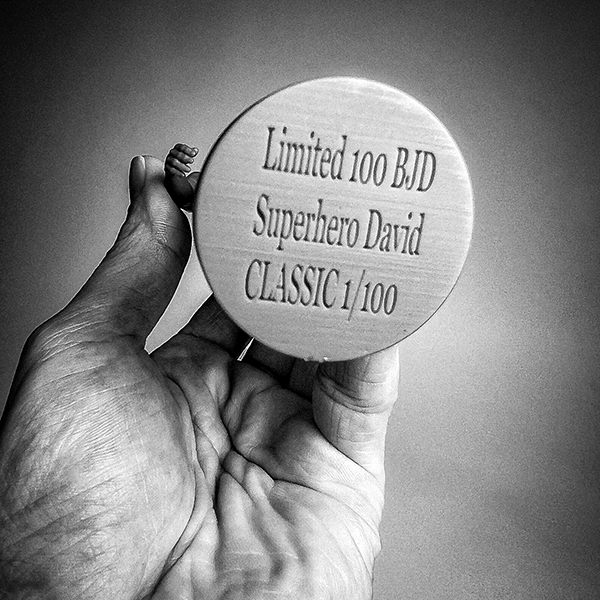 Limited 100 BJD
Superhero David
CLASSIC 1/100